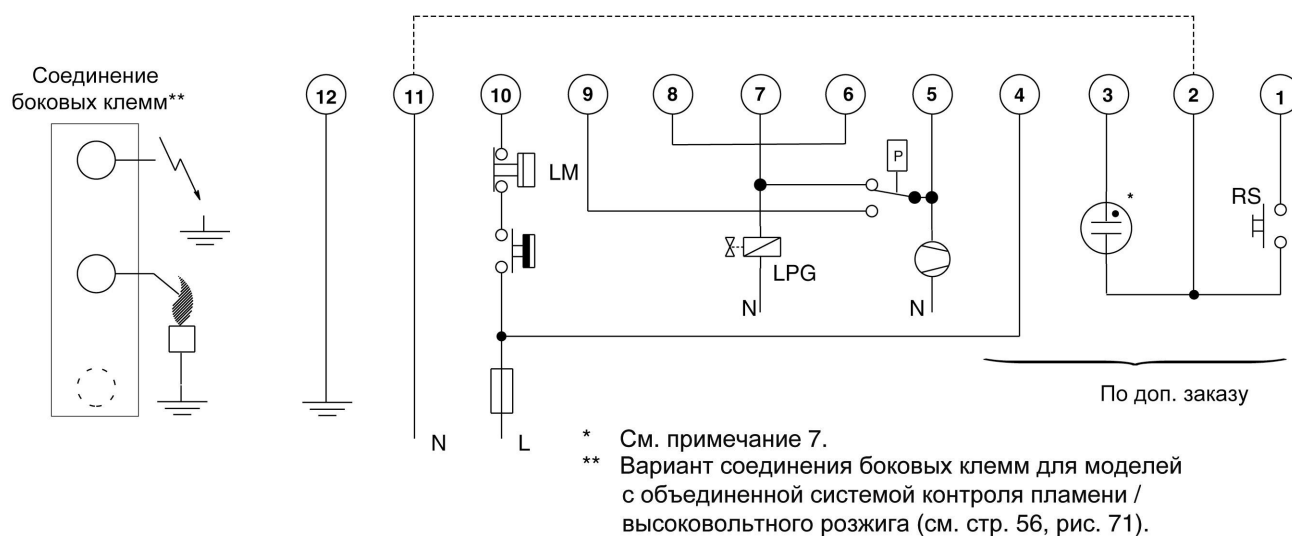 Соединение
боковых клемм**
12 11 10 9 8 7 6 5 4 3 2 1
LM
P
*
RS
LPG
N
N
N
L
По доп. заказу
* См. примечание 7.
** Вариант соединения боковых клемм для моделей
с объединенной системой контроля пламени /
высоковольтного розжига (см. стр. 56, рис. 71).